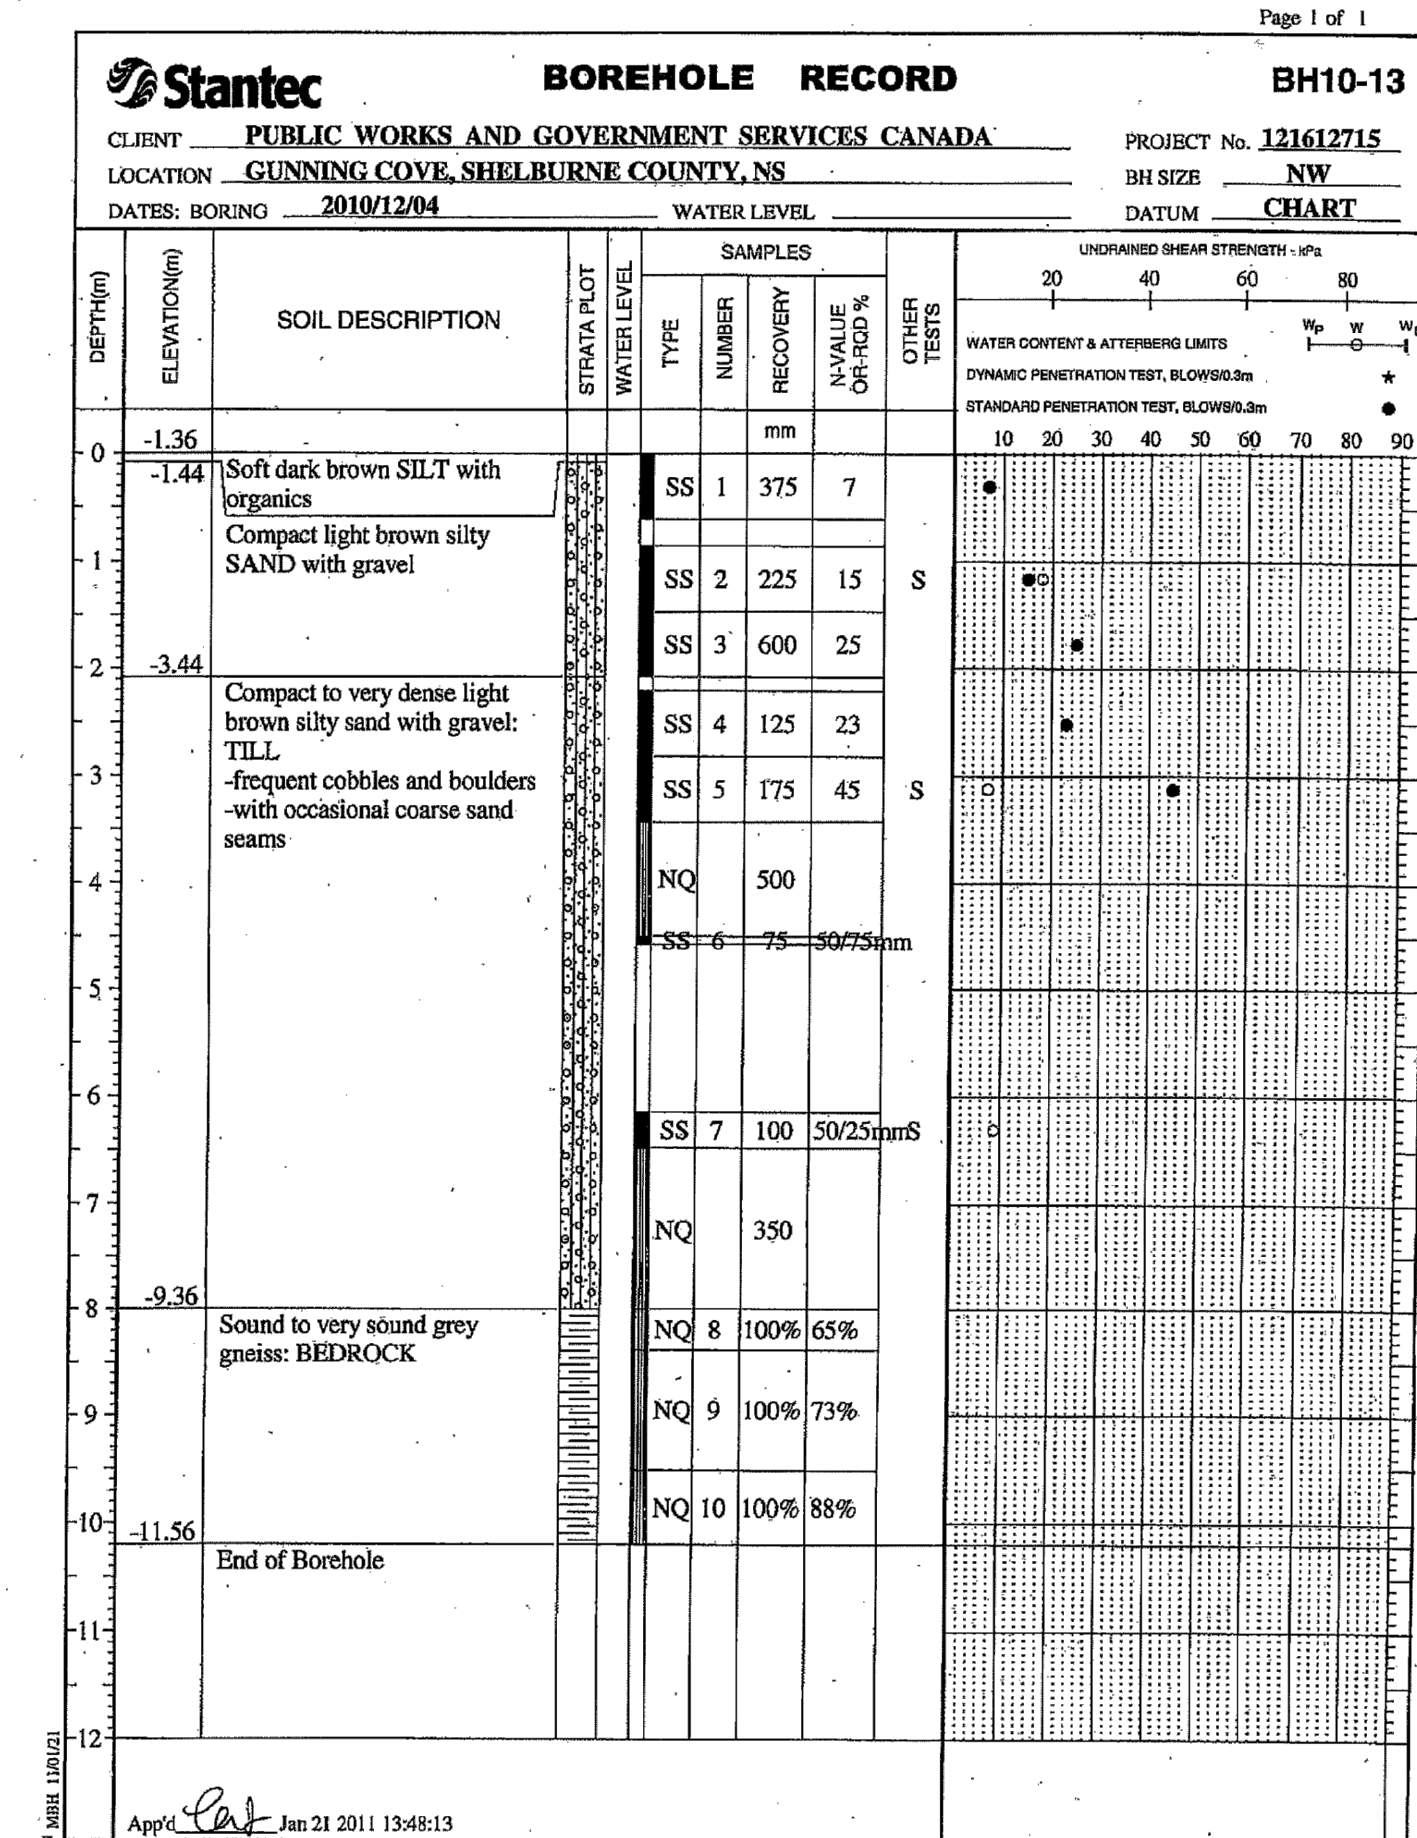 Page 1 of 1
Stantec
BOREHOLE RECORD
BH10-13
CLIENT PUBLIC WORKS AND GOVERNMENT SERVICES CANADA
PROJECT No. 121612715
LOCATION GUNNING COVE, SHELBURNE COUNTY, NS
BH SIZE NW
DATES: BORING 2010/12/04 WATER LEVEL
DATUM CHART
DEPTH(m)
ELEVATION(m)
SOIL DESCRIPTION
STRATA PLOT
WATER LEVEL
SAMPLES
TYPE
NUMBER
RECOVERY
N-VALUE
OR-RQD %
OTHER
TESTS
UNDRAINED SHEAR STRENGTH - kPa
20 40 60 80
WATER CONTENT & ATTERBERG LIMITS
WP W
DYNAMIC PENETRATION TEST, BLOWS/0.3m ★
STANDARD PENETRATION TEST, BLOWS/0.3m ●
mm
10 20 30 40 50 60 70 80 90
0 -1.36
-1.44 Soft dark brown SILT with
organics
SS 1 375 7
Compact light brown silty
SAND with gravel
1
SS 2 225 15 S
SS 3 600 25
2 -3.44
Compact to very dense light
brown silty sand with gravel:
TILL
-frequent cobbles and boulders
-with occasional coarse sand
seams
SS 4 125 23
3
SS 5 175 45 S
4
NQ 500
SS 6 75 50/75mm
5
6
SS 7 100 50/25mm S
7
NQ 350
8 -9.36
Sound to very sound grey
gneiss: BEDROCK
NQ 8 100% 65%
9
NQ 9 100% 73%
NQ 10 100% 88%
10 -11.56
End of Borehole
11
12
MBH 11/01/21
App'd Jan 21 2011 13:48:13